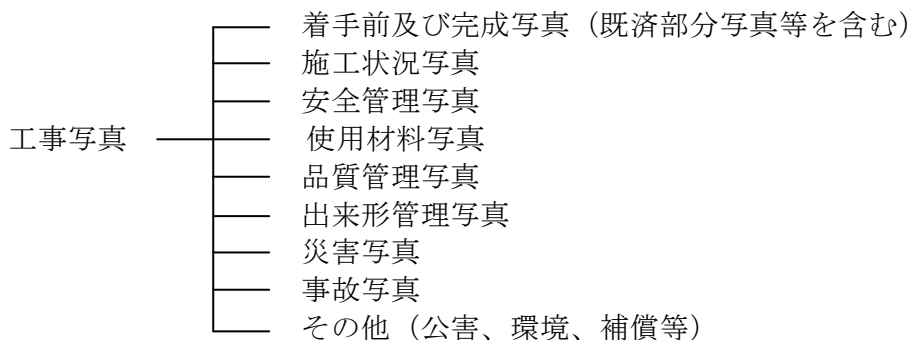 着手前及び完成写真（既済部分写真等を含む）
施工状況写真
安全管理写真
工事写真
使用材料写真
品質管理写真
出来形管理写真
災害写真
事故写真
その他（公害、環境、補償等）